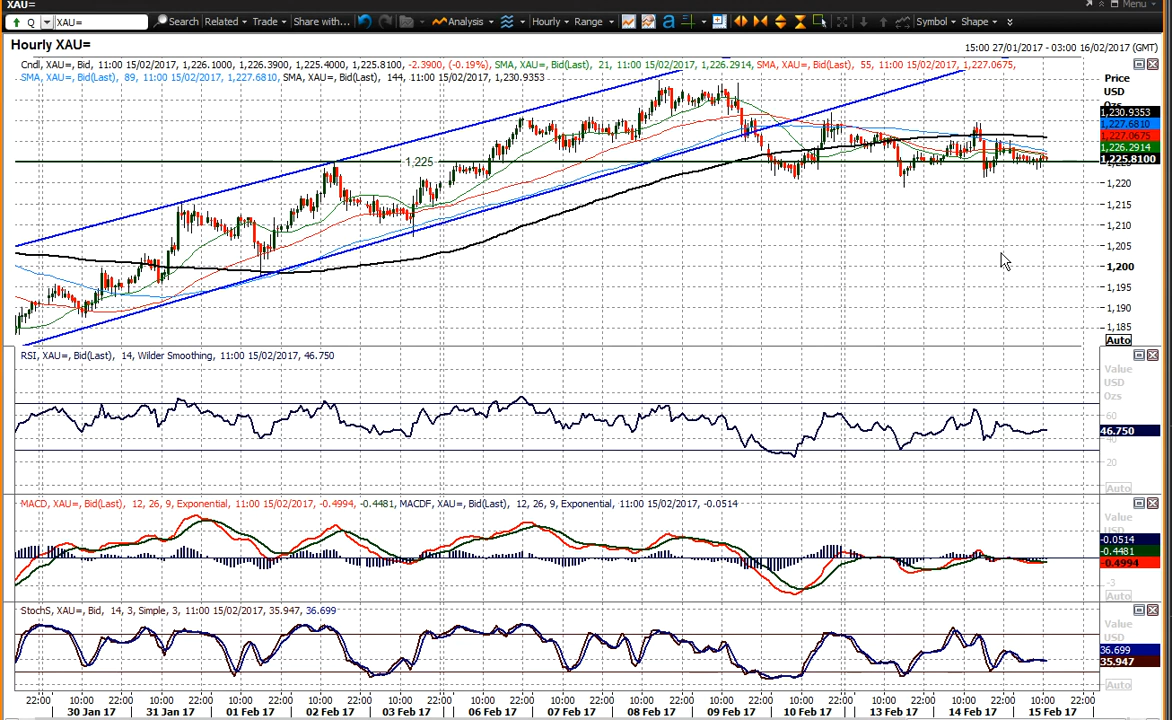 XAU=
Menu
Q XAU= Search Related Trade Share with... Analysis Hourly Range a Symbol Shape
Hourly XAU=
15:00 27/01/2017 - 03:00 16/02/2017 (GMT)
Cndl, XAU=, Bid, 11:00 15/02/2017, 1,226.1000, 1,226.3900, 1,225.4000, 1,225.8100, -2.3900, (-0.19%), SMA, XAU=, Bid(Last), 21, 11:00 15/02/2017, 1,226.2914, SMA, XAU=, Bid(Last), 55, 11:00 15/02/2017, 1,227.0675,
SMA, XAU=, Bid(Last), 89, 11:00 15/02/2017, 1,227.6810, SMA, XAU=, Bid(Last), 144, 11:00 15/02/2017, 1,230.9353
Price
USD
Ozs
1,230.9353
1,227.6810
1,227.0675
1,226.2914
1,225.8100
1,225
1,220
1,215
1,210
1,205
1,200
1,195
1,190
1,185
Auto
RSI, XAU=, Bid(Last), 14, Wilder Smoothing, 11:00 15/02/2017, 46.750
Value
USD
Ozs
60
46.750
40
20
Auto
MACD, XAU=, Bid(Last), 12, 26, 9, Exponential, 11:00 15/02/2017, -0.4994, -0.4481, MACDF, XAU=, Bid(Last), 12, 26, 9, Exponential, 11:00 15/02/2017, -0.0514
Value
USD
-0.0514
-0.4481
-0.4994
-3
Auto
StochS, XAU=, Bid, 14, 3, Simple, 3, 11:00 15/02/2017, 35.947, 36.699
Value
USD
36.699
35.947
Auto
22:00 10:00 22:00 10:00 22:00 10:00 22:00 10:00 22:00 10:00 22:00 10:00 22:00 10:00 22:00 10:00 22:00 10:00 22:00 10:00 22:00 10:00 22:00 10:00 22:00 10:00 22:00
30 Jan 17 31 Jan 17 01 Feb 17 02 Feb 17 03 Feb 17 06 Feb 17 07 Feb 17 08 Feb 17 09 Feb 17 10 Feb 17 13 Feb 17 14 Feb 17 15 Feb 17